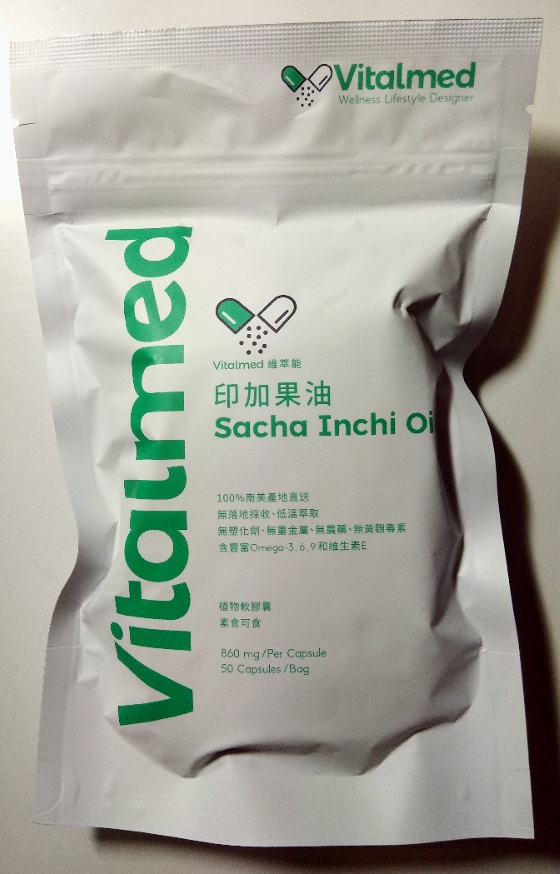 Vitalmed
Wellness Lifestyle Designer
Vitalmed
Vitalmed 維萃能
印加果油
Sacha Inchi Oil
100%南美產地直送
無落地採收、低溫萃取
無塑化劑、無重金屬、無農藥、無黃麴毒素
含豐富Omega-3、6、9和維生素E
植物軟膠囊
素食可食
860 mg/Per Capsule
50 Capsules/Bag